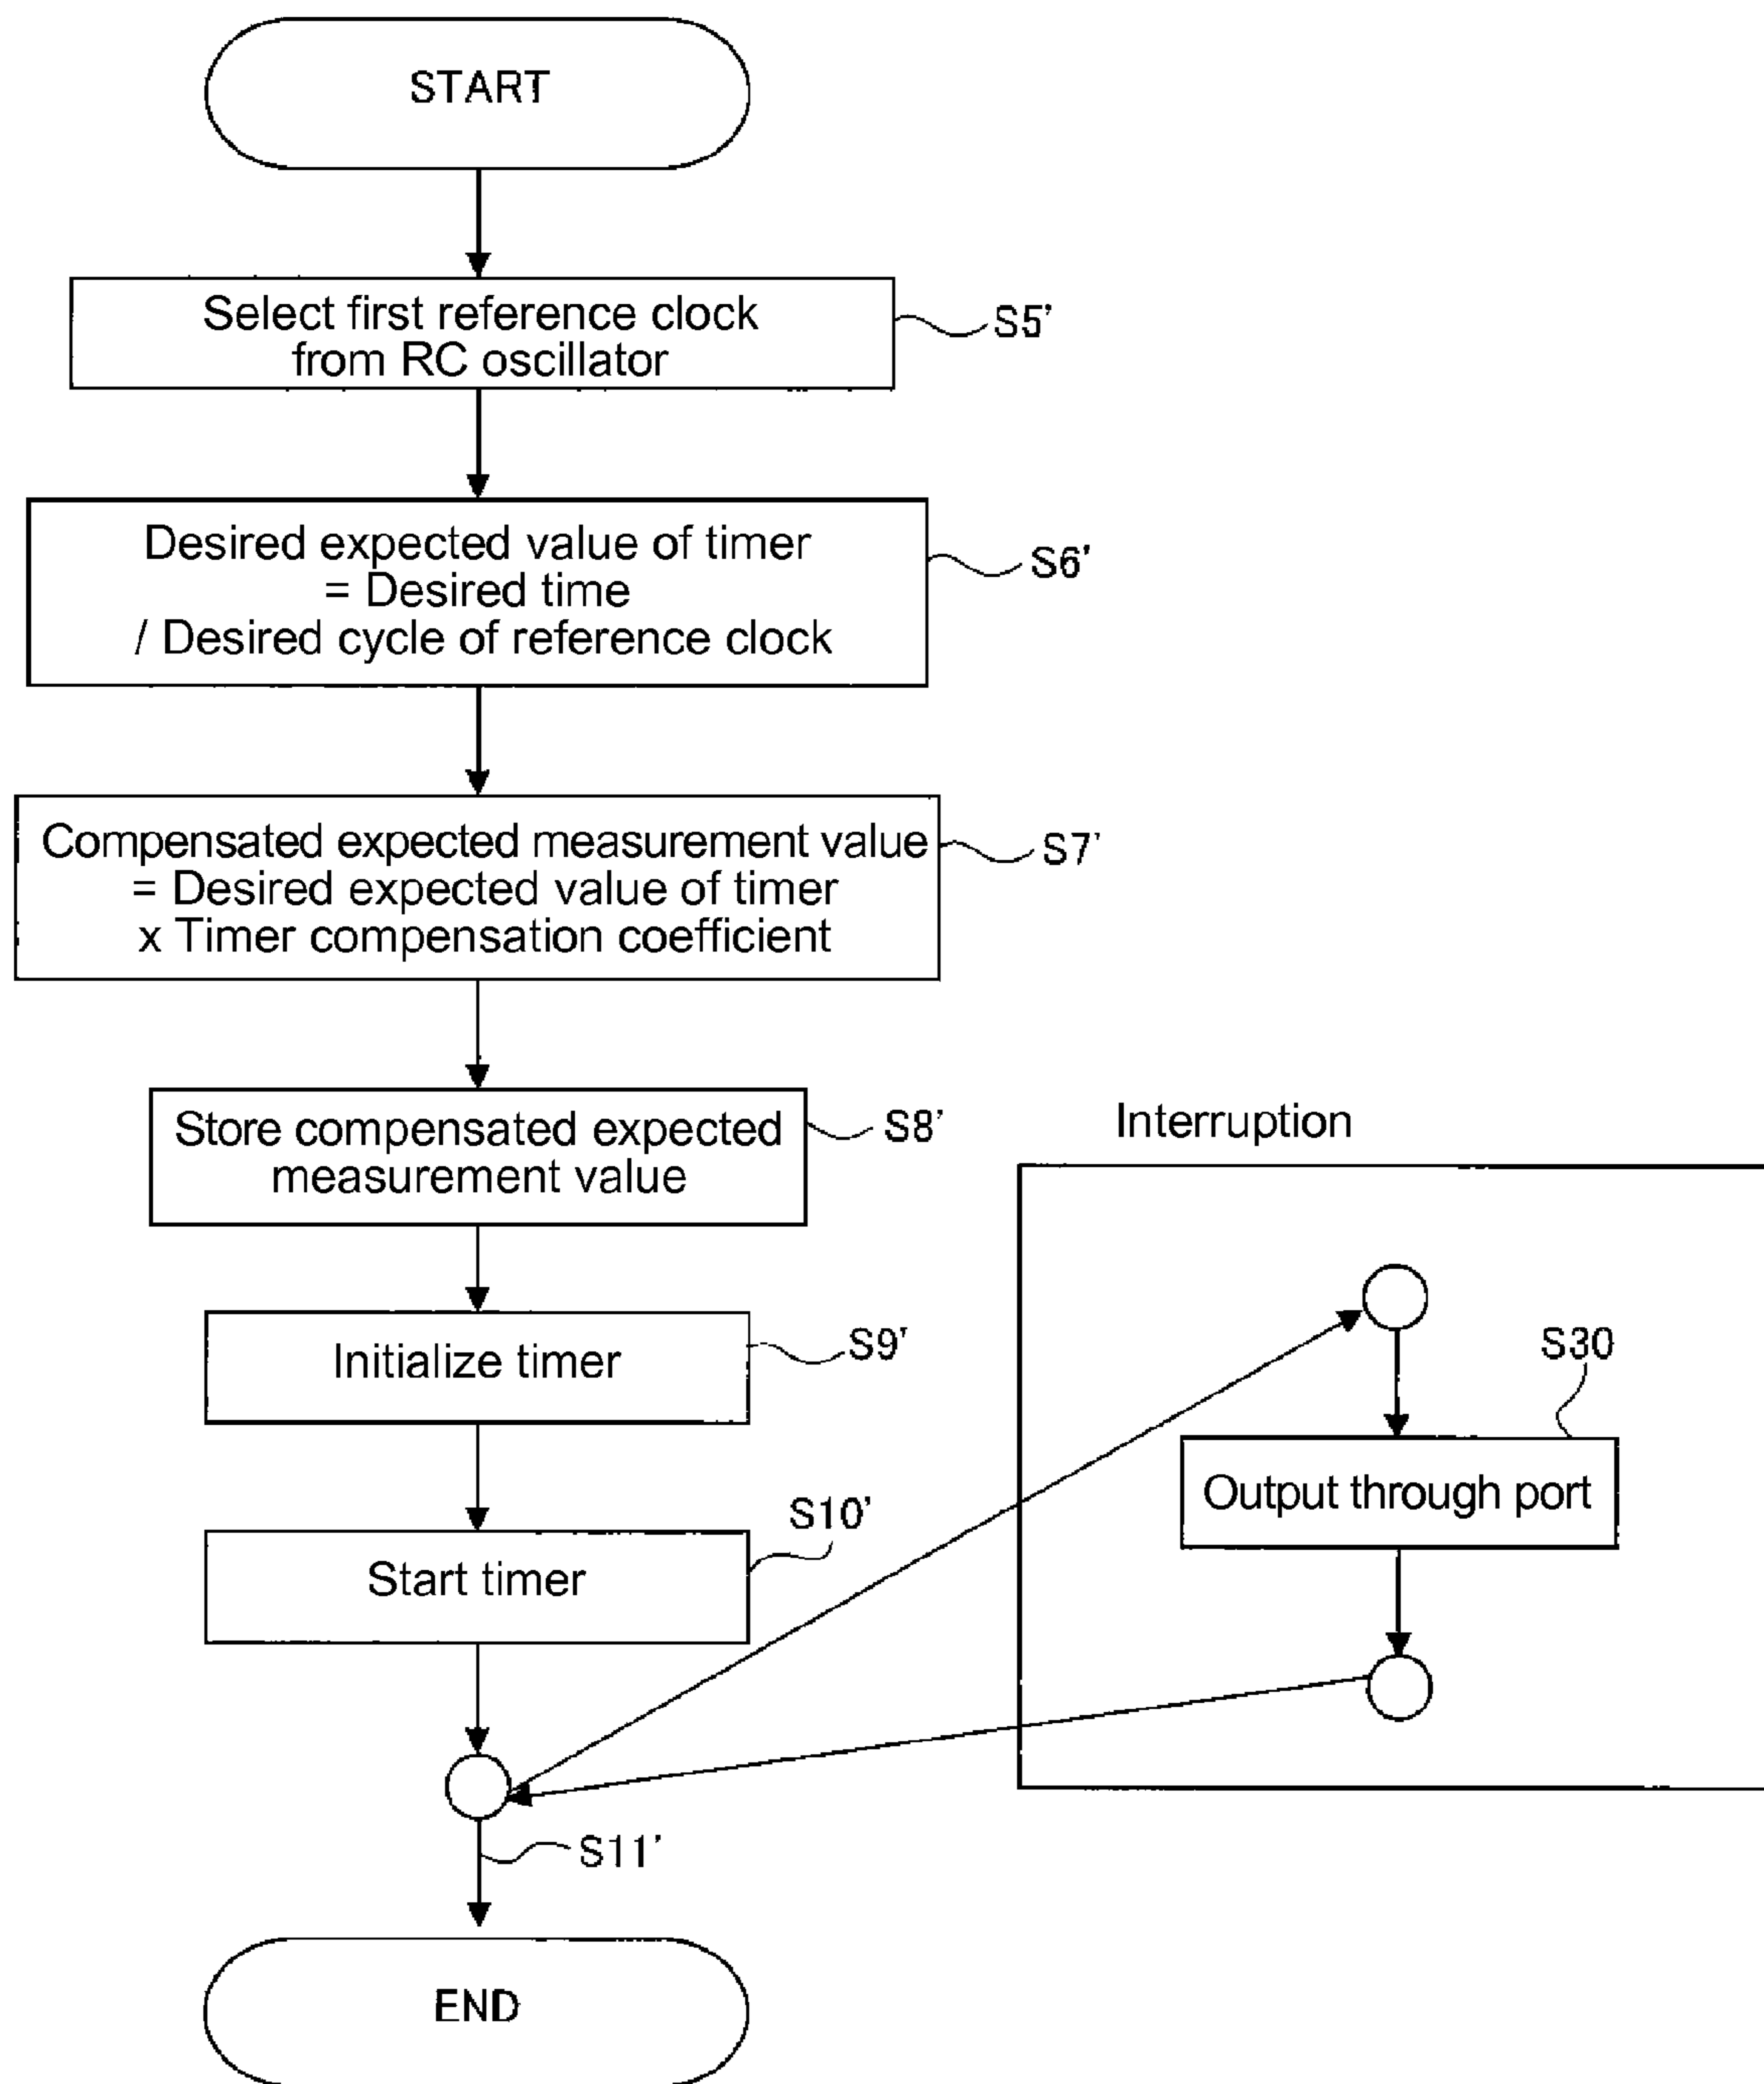 START
Select first reference clock
from RC oscillator
S5'
Desired expected value of timer
= Desired time
/ Desired cycle of reference clock
S6'
Compensated expected measurement value
= Desired expected value of timer
x Timer compensation coefficient
S7'
Store compensated expected
measurement value
S8'
Initialize timer
S9'
Start timer
S10'
S11'
END
Interruption
S30
Output through port